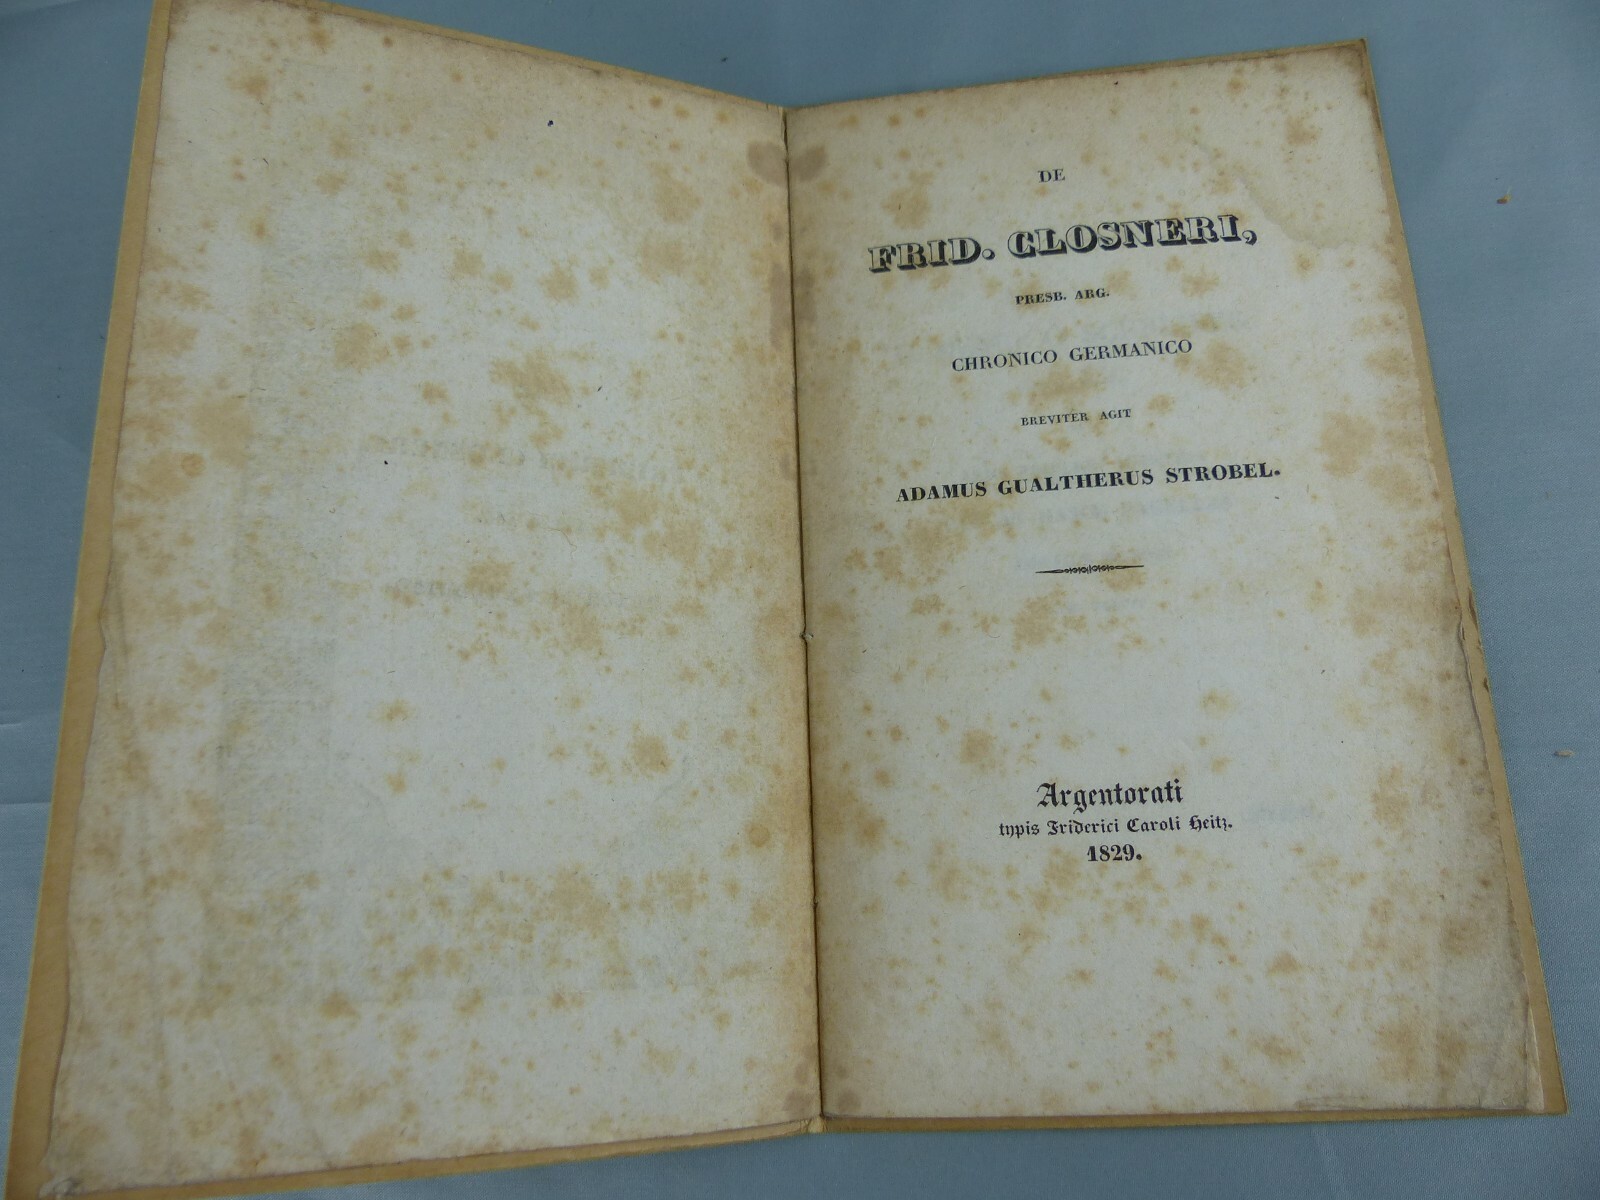 DE
FRID. CLOSNERI,
PRESB. ARG.
CHRONICO GERMANICO
BREVITER AGIT
ADAMUS GUALTHERUS STROBEL.
Argentorati
typis Friderici Caroli Heitz.
1829.